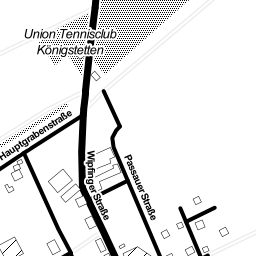 Union Tennisclub
Königstetten
Hauptgrabenstraße
Wipfinger Straße
Passauer Straße